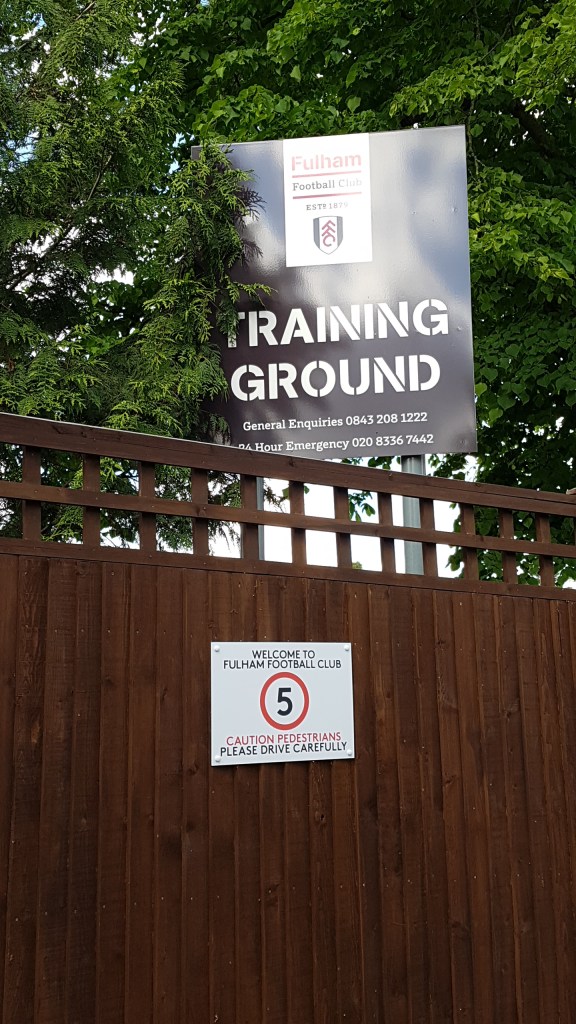 Fulham
Football Club
ESTD 1879
FFC
TRAINING
GROUND
General Enquiries 0843 208 1222
24 Hour Emergency 020 8336 7442
WELCOME TO
FULHAM FOOTBALL CLUB
5
CAUTION PEDESTRIANS
PLEASE DRIVE CAREFULLY